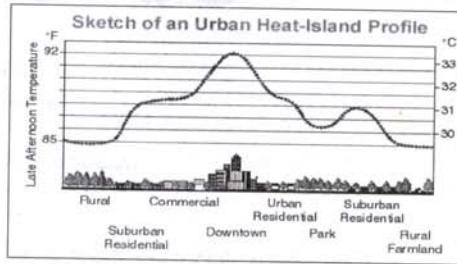 Sketch of an Urban Heat-Island Profile
°F
°C
92
33
32
31
30
85
Late Afternoon Temperature
Rural
Commercial
Urban
Residential
Suburban
Residential
Suburban
Residential
Downtown
Park
Rural
Farmland